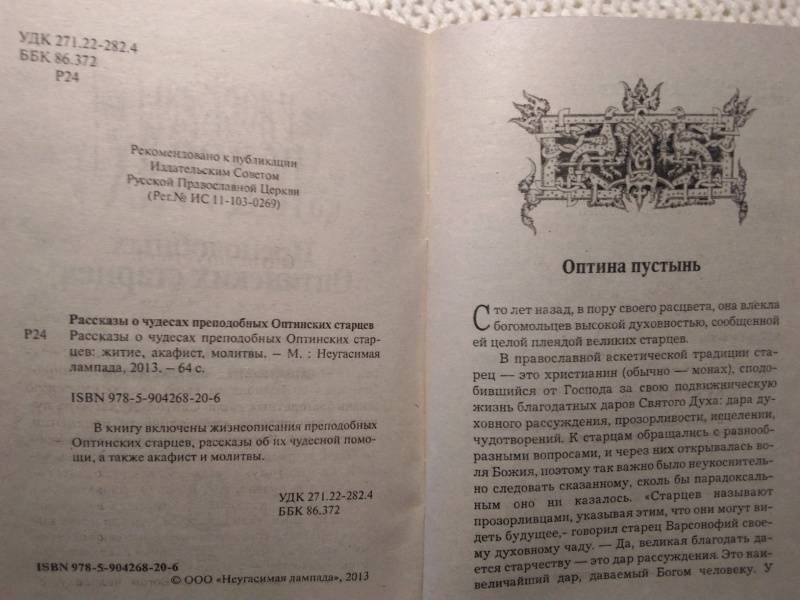 УДК 271.22-282.4
ББК 86.372
Р24
Рекомендовано к публикации
Издательским Советом
Русской Православной Церкви
(Рег.№ ИС 11-103-0269)
Рассказы о чудесах преподобных Оптинских старцев
Р24 Рассказы о чудесах преподобных Оптинских стар-
цев: житие, акафист, молитвы. – М. : Неугасимая
лампада, 2013. – 64 с.
ISBN 978-5-904268-20-6
В книгу включены жизнеописания преподобных
Оптинских старцев, рассказы об их чудесной помо-
щи, а также акафист и молитвы.
УДК 271.22-282.4
ББК 86.372
ISBN 978-5-904268-20-6
© ООО «Неугасимая лампада», 2013
Оптина пустынь
Сто лет назад, в пору своего расцвета, она влекла
богомольцев высокой духовностью, сообщенной
ей целой плеядой великих старцев.
В православной аскетической традиции ста-
рец — это христианин (обычно — монах), сподо-
бившийся от Господа за свою подвижническую
жизнь благодатных даров Святого Духа: дара ду-
ховного рассуждения, прозорливости, исцелении,
чудотворений. К старцам обращались с разнооб-
разными вопросами, и через них открывалась во-
ля Божия, поэтому так важно было неукоснитель-
но следовать сказанному, сколь бы парадоксаль-
ным оно ни казалось. «Старцев называют
прозорливцами, указывая этим, что они могут ви-
деть будущее,- говорил старец Варсонофий свое-
му духовному чаду. — Да, великая благодать да-
ется старчеству — это дар рассуждения. Это наи-
величайший дар, даваемый Богом человеку. У